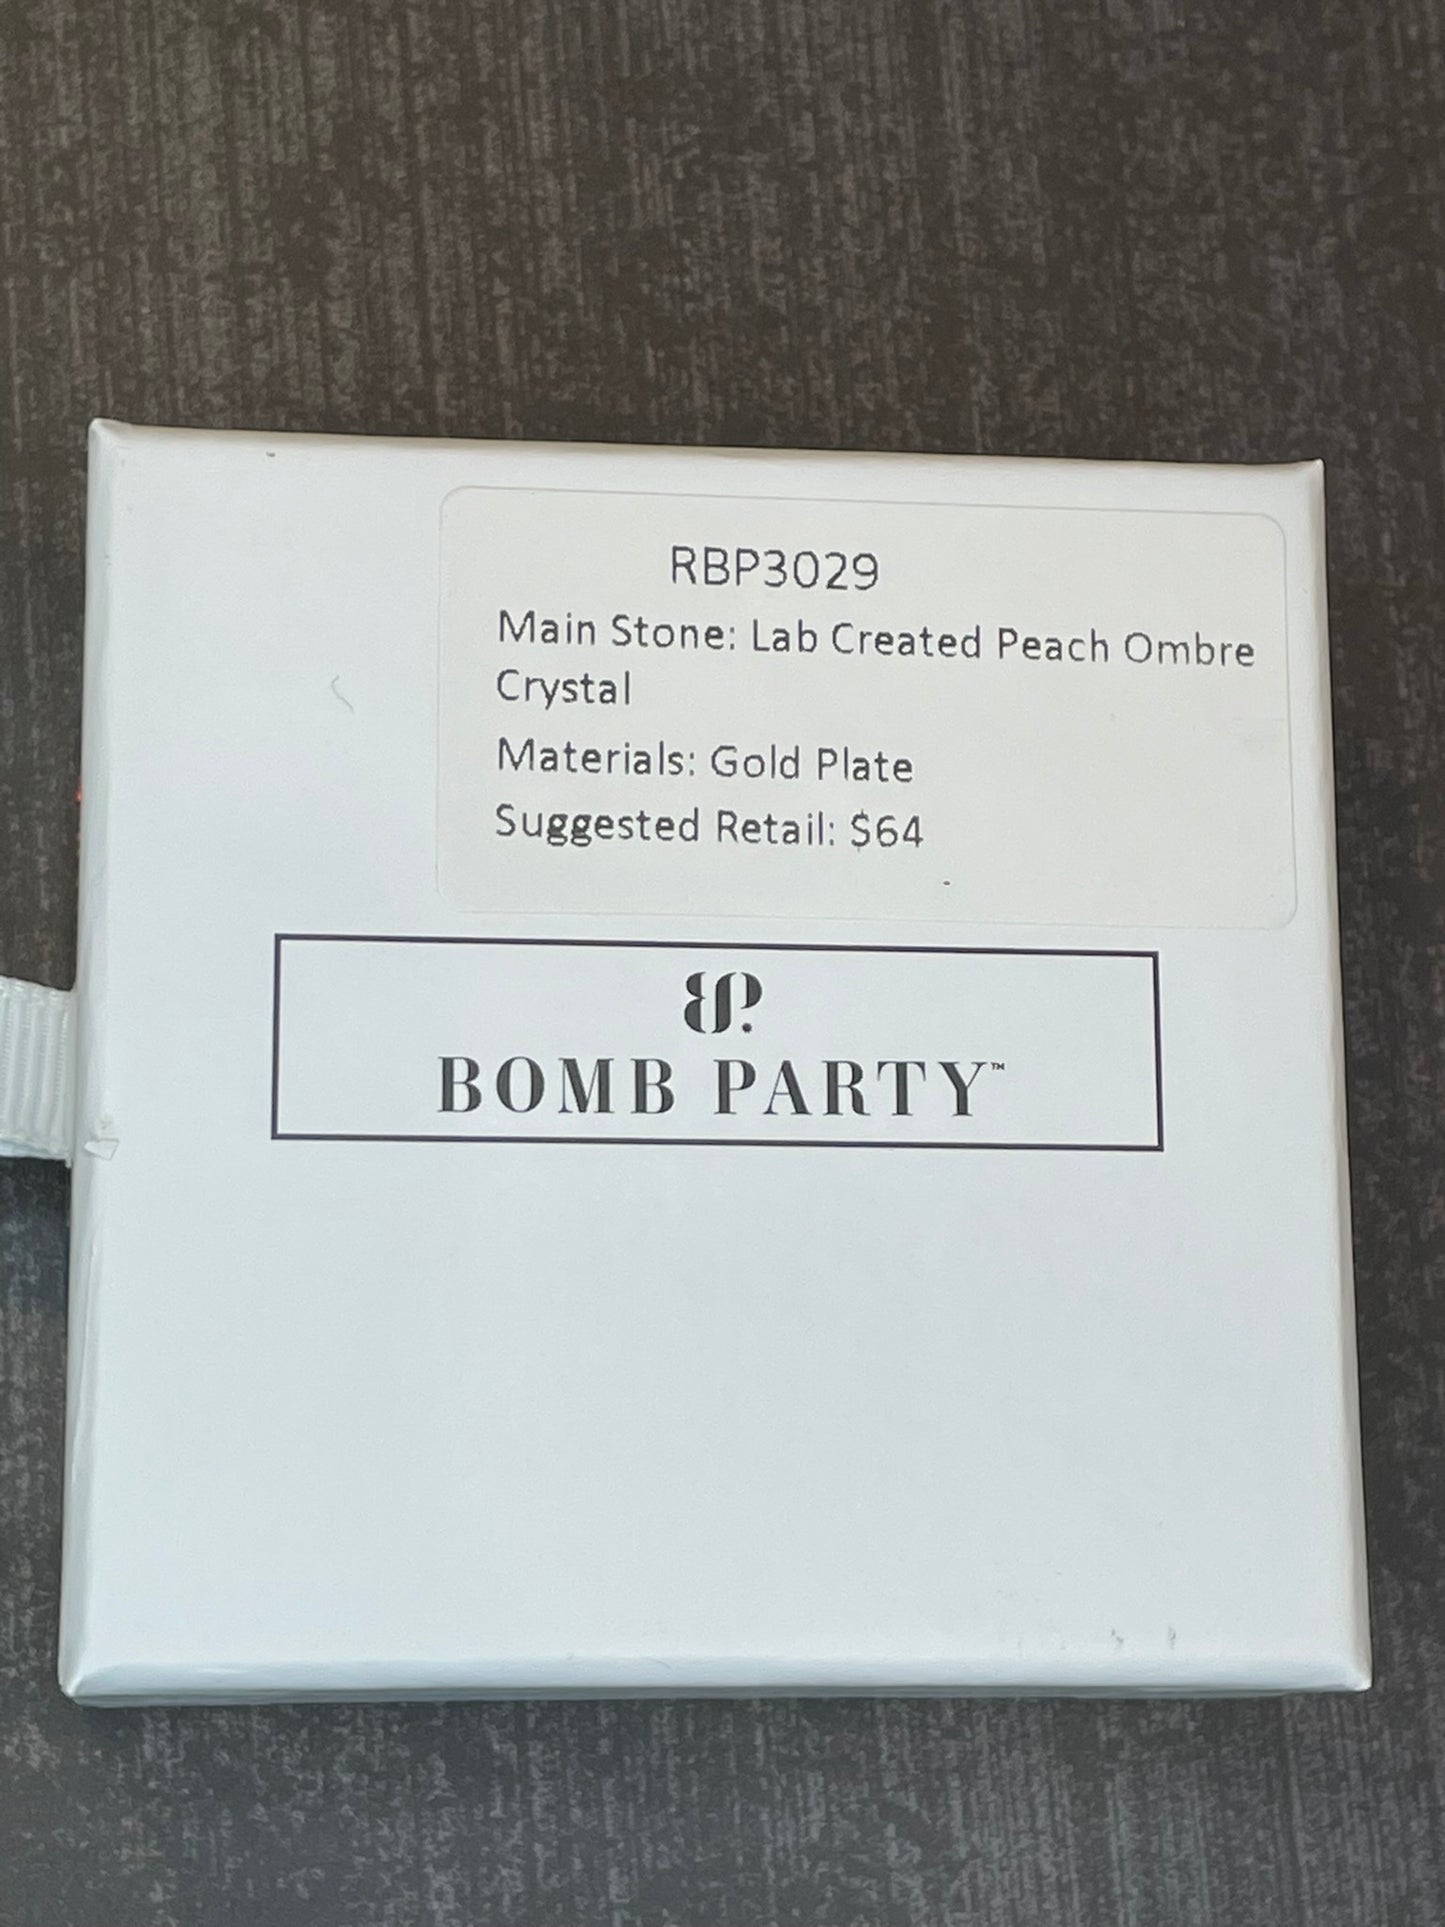 RBP3029
Main Stone: Lab Created Peach Ombre
Crystal
Materials: Gold Plate
Suggested Retail: $64
BP.
BOMB PARTY™